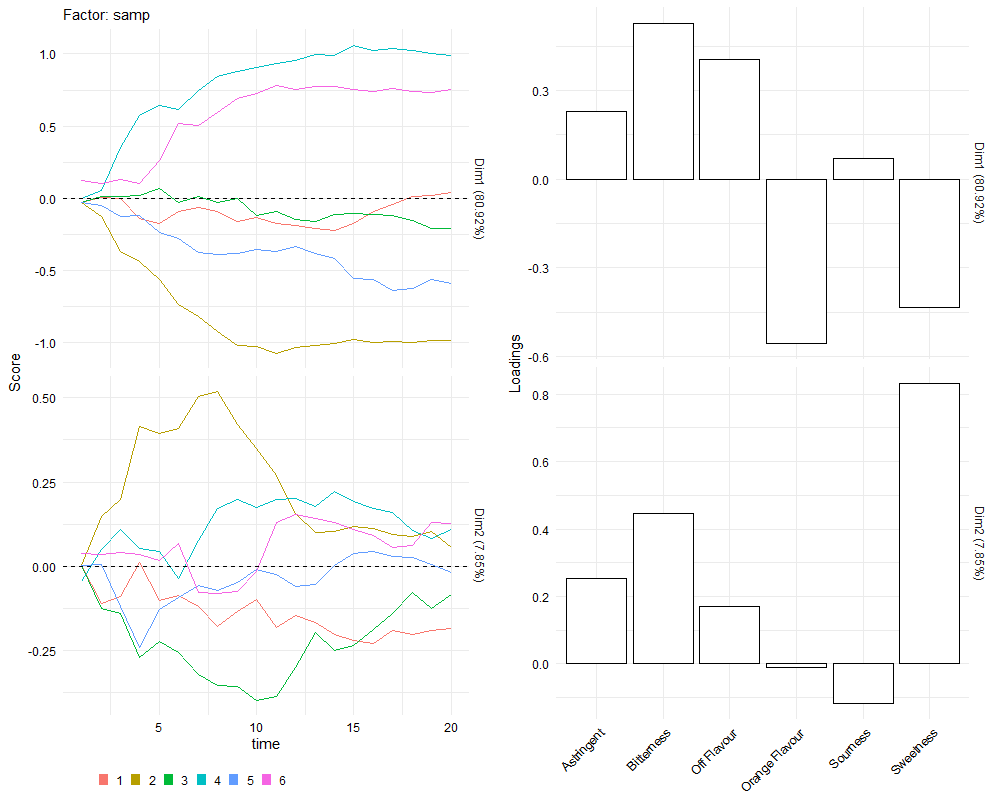 Factor: samp
Score
1.0
0.5
0.0
-0.5
-1.0
Dim1 (80.92%)
0.50
0.25
0.00
-0.25
Dim2 (7.85%)
5 10 15 20
time
1 2 3 4 5 6
Loadings
0.3
0.0
-0.3
-0.6
Dim1 (80.92%)
0.8
0.6
0.4
0.2
0.0
Dim2 (7.85%)
Astringent
Bitterness
Off Flavour
Orange Flavour
Sourness
Sweetness